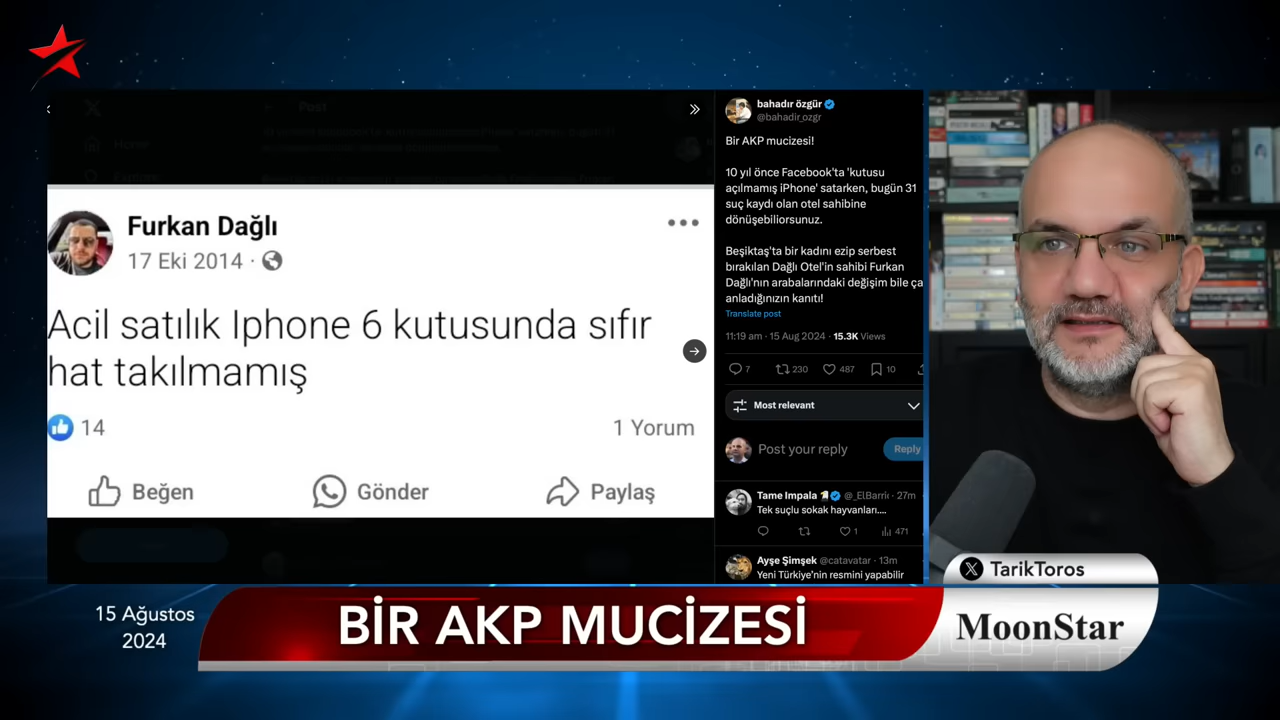 Post
Furkan Dağlı
17 Eki 2014
Acil satılık Iphone 6 kutusunda sıfır
hat takılmamış
14
1 Yorum
Beğen
Gönder
Paylaş
bahadır özgür
@bahadir_ozgr
Bir AKP mucizesi!
10 yıl önce Facebook'ta 'kutusu
açılmamış iPhone' satarken, bugün 31
suç kaydı olan otel sahibine
dönüşebiliorsunuz.
Beşiktaş'ta bir kadını ezip serbest
bırakılan Dağlı Otel'in sahibi Furkan
Dağlı'nın arabalarındaki değişim bile ça
anladığınızın kanıtı!
Translate post
11:19 am · 15 Aug 2024 · 15.3K Views
7 230 487 10
Most relevant
Post your reply
Reply
Tame Impala @_ElBarri · 27m
Tek suçlu sokak hayvanları....
1 471
Ayşe Şimşek @catavatar · 13m
Yeni Türkiye'nin resmini yapabilir
TarikToros
MoonStar
15 Ağustos
2024
BİR AKP MUCİZESİ